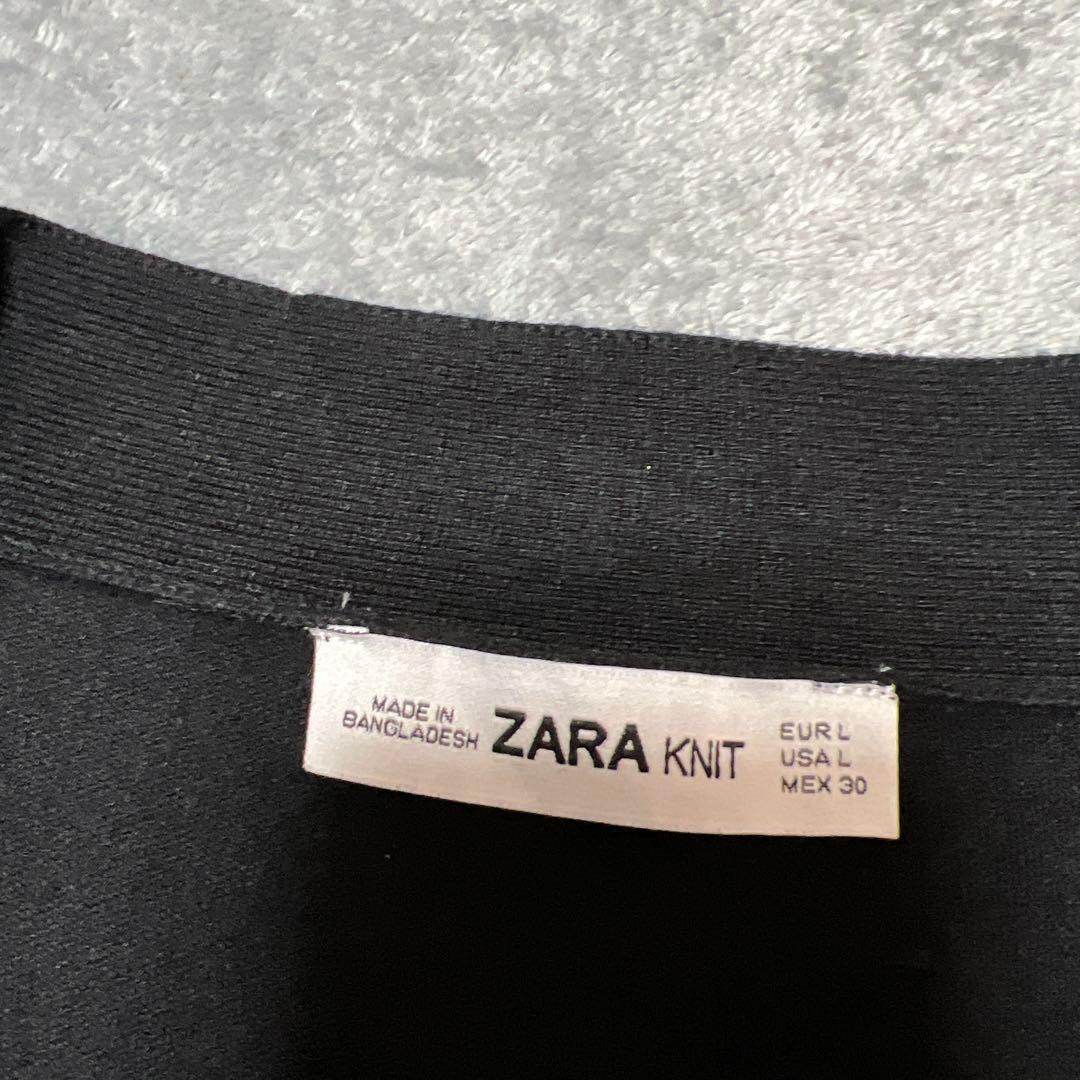 MADE IN
BANGLADESH
ZARA KNIT
EUR L
USA L
MEX 30